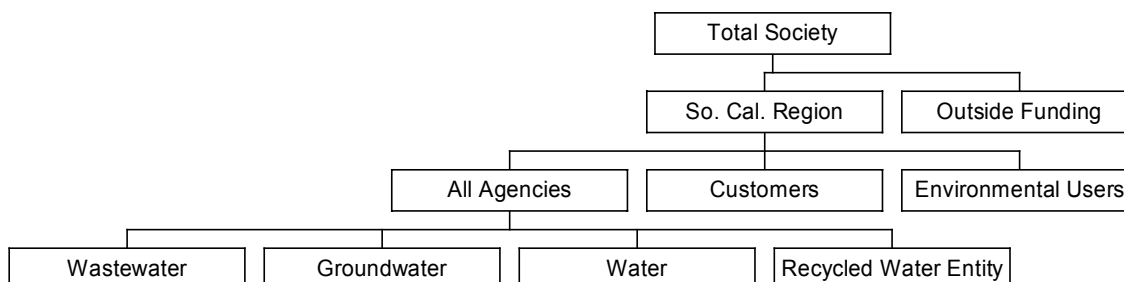 Total Society
So. Cal. Region
Outside Funding
All Agencies
Customers
Environmental Users
Wastewater
Groundwater
Water
Recycled Water Entity